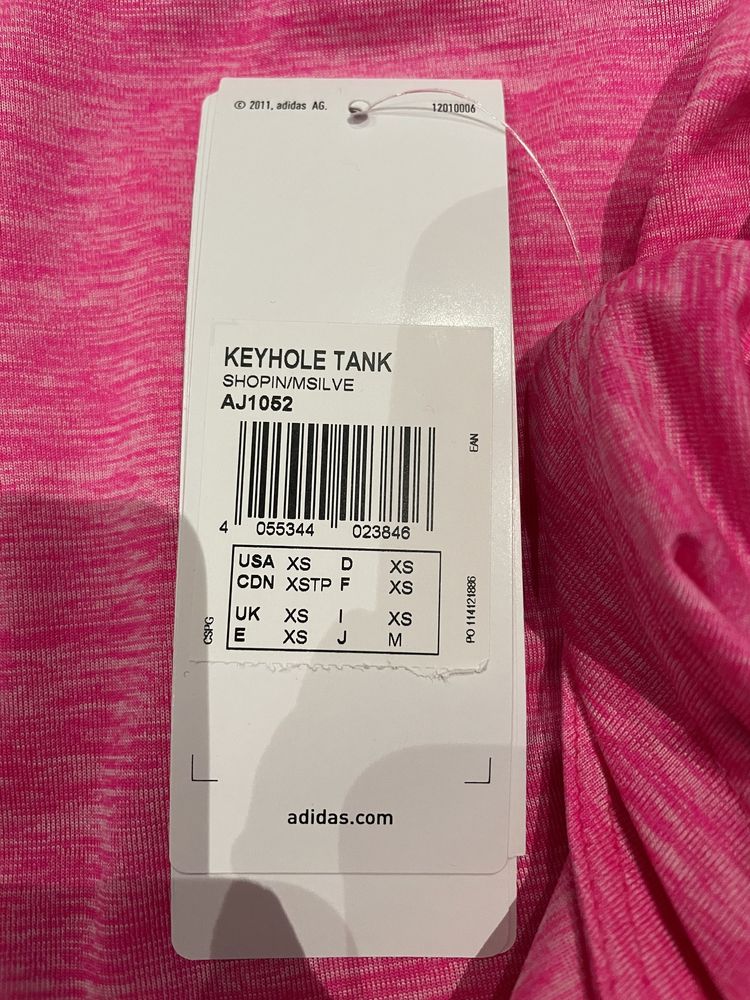 © 2011, adidas AG. 12010006
KEYHOLE TANK
SHOPIN/MSILVE
AJ1052
EAN
4 055344 023846
USA XS D XS
CDN XSTP F XS
UK XS I XS
E XS J M
CSPG
PO 114121886
adidas.com